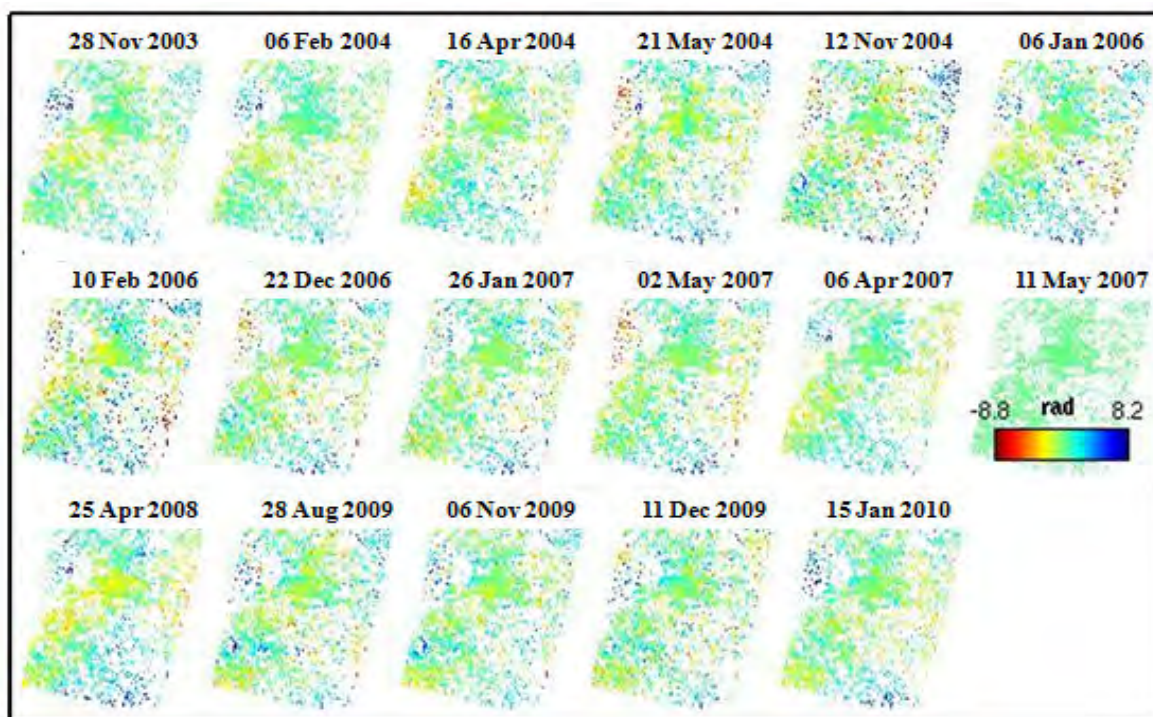 28 Nov 2003 06 Feb 2004 16 Apr 2004 21 May 2004 12 Nov 2004 06 Jan 2006
10 Feb 2006 22 Dec 2006 26 Jan 2007 02 May 2007 06 Apr 2007 11 May 2007
-8.8 rad 8.2
25 Apr 2008 28 Aug 2009 06 Nov 2009 11 Dec 2009 15 Jan 2010